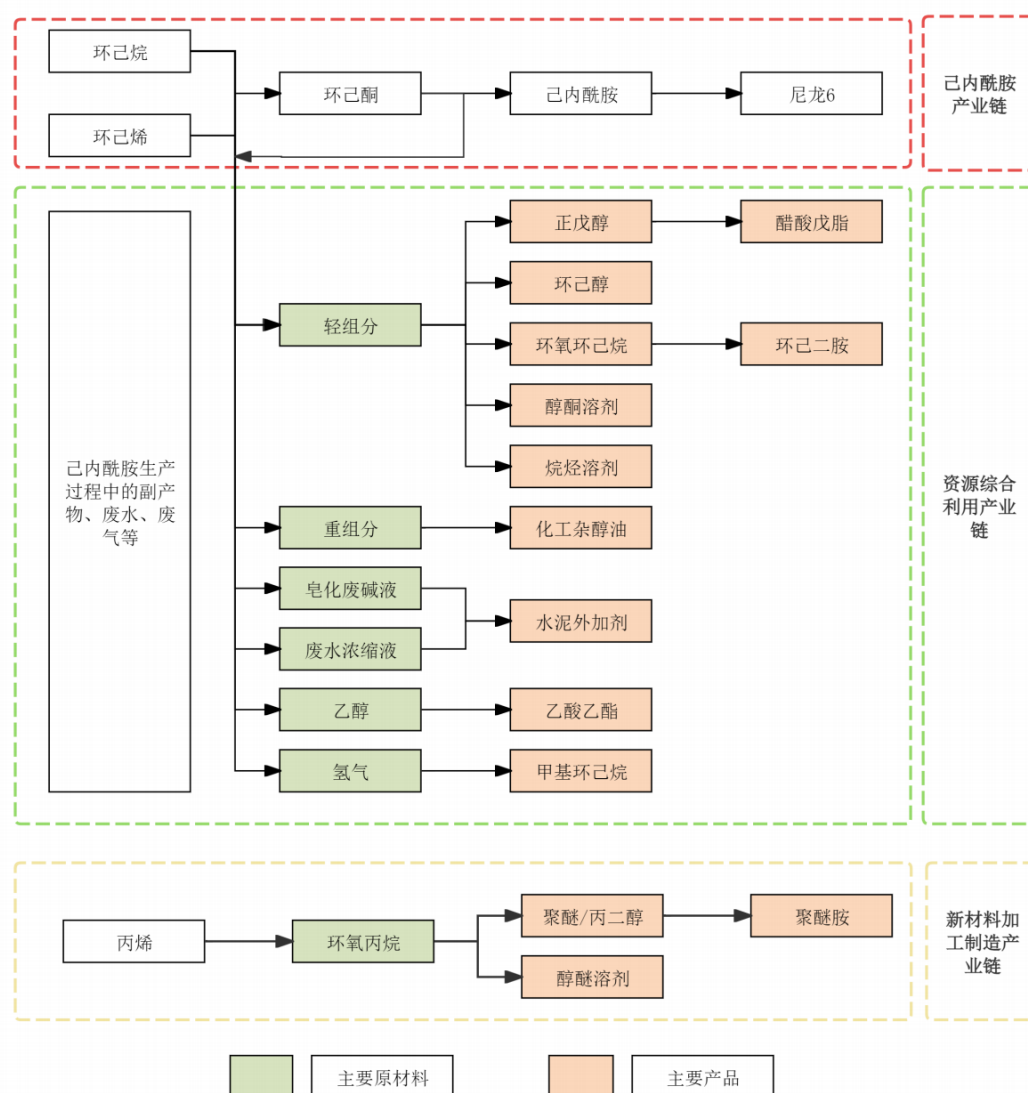 环己烷
环己烯
环己酮
己内酰胺
尼龙6
己内酰胺
产业链
己内酰胺生产
过程中的副产
物、废水、废
气等
轻组分
正戊醇
醋酸戊脂
环己醇
环氧环己烷
环己二胺
醇酮溶剂
烷烃溶剂
重组分
化工杂醇油
皂化废碱液
废水浓缩液
水泥外加剂
乙醇
乙酸乙酯
氢气
甲基环己烷
资源综合
利用产业
链
丙烯
环氧丙烷
聚醚/丙二醇
聚醚胺
醇醚溶剂
新材料加
工制造产
业链
主要原材料
主要产品